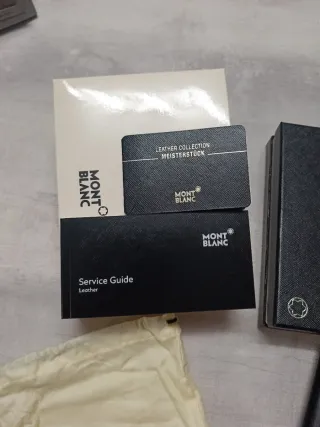 LEATHER COLLECTION
MEISTERSTÜCK
MONT
BLANC
MONT
BLANC
MONT
BLANC
Service Guide
Leather